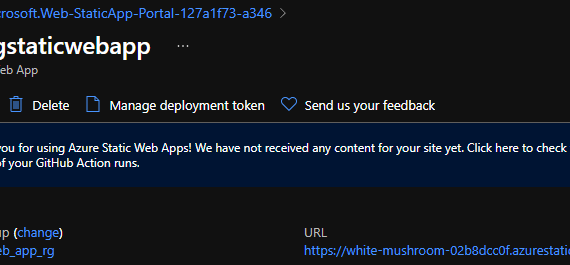 crosoft.Web-StaticApp-Portal-127a1f73-a346 >
gstaticwebapp ...
eb App
Delete Manage deployment token Send us your feedback
you for using Azure Static Web Apps! We have not received any content for your site yet. Click here to check
of your GitHub Action runs.
up (change) URL
eb_app_rg https://white-mushroom-02b8dcc0f.azurestatic